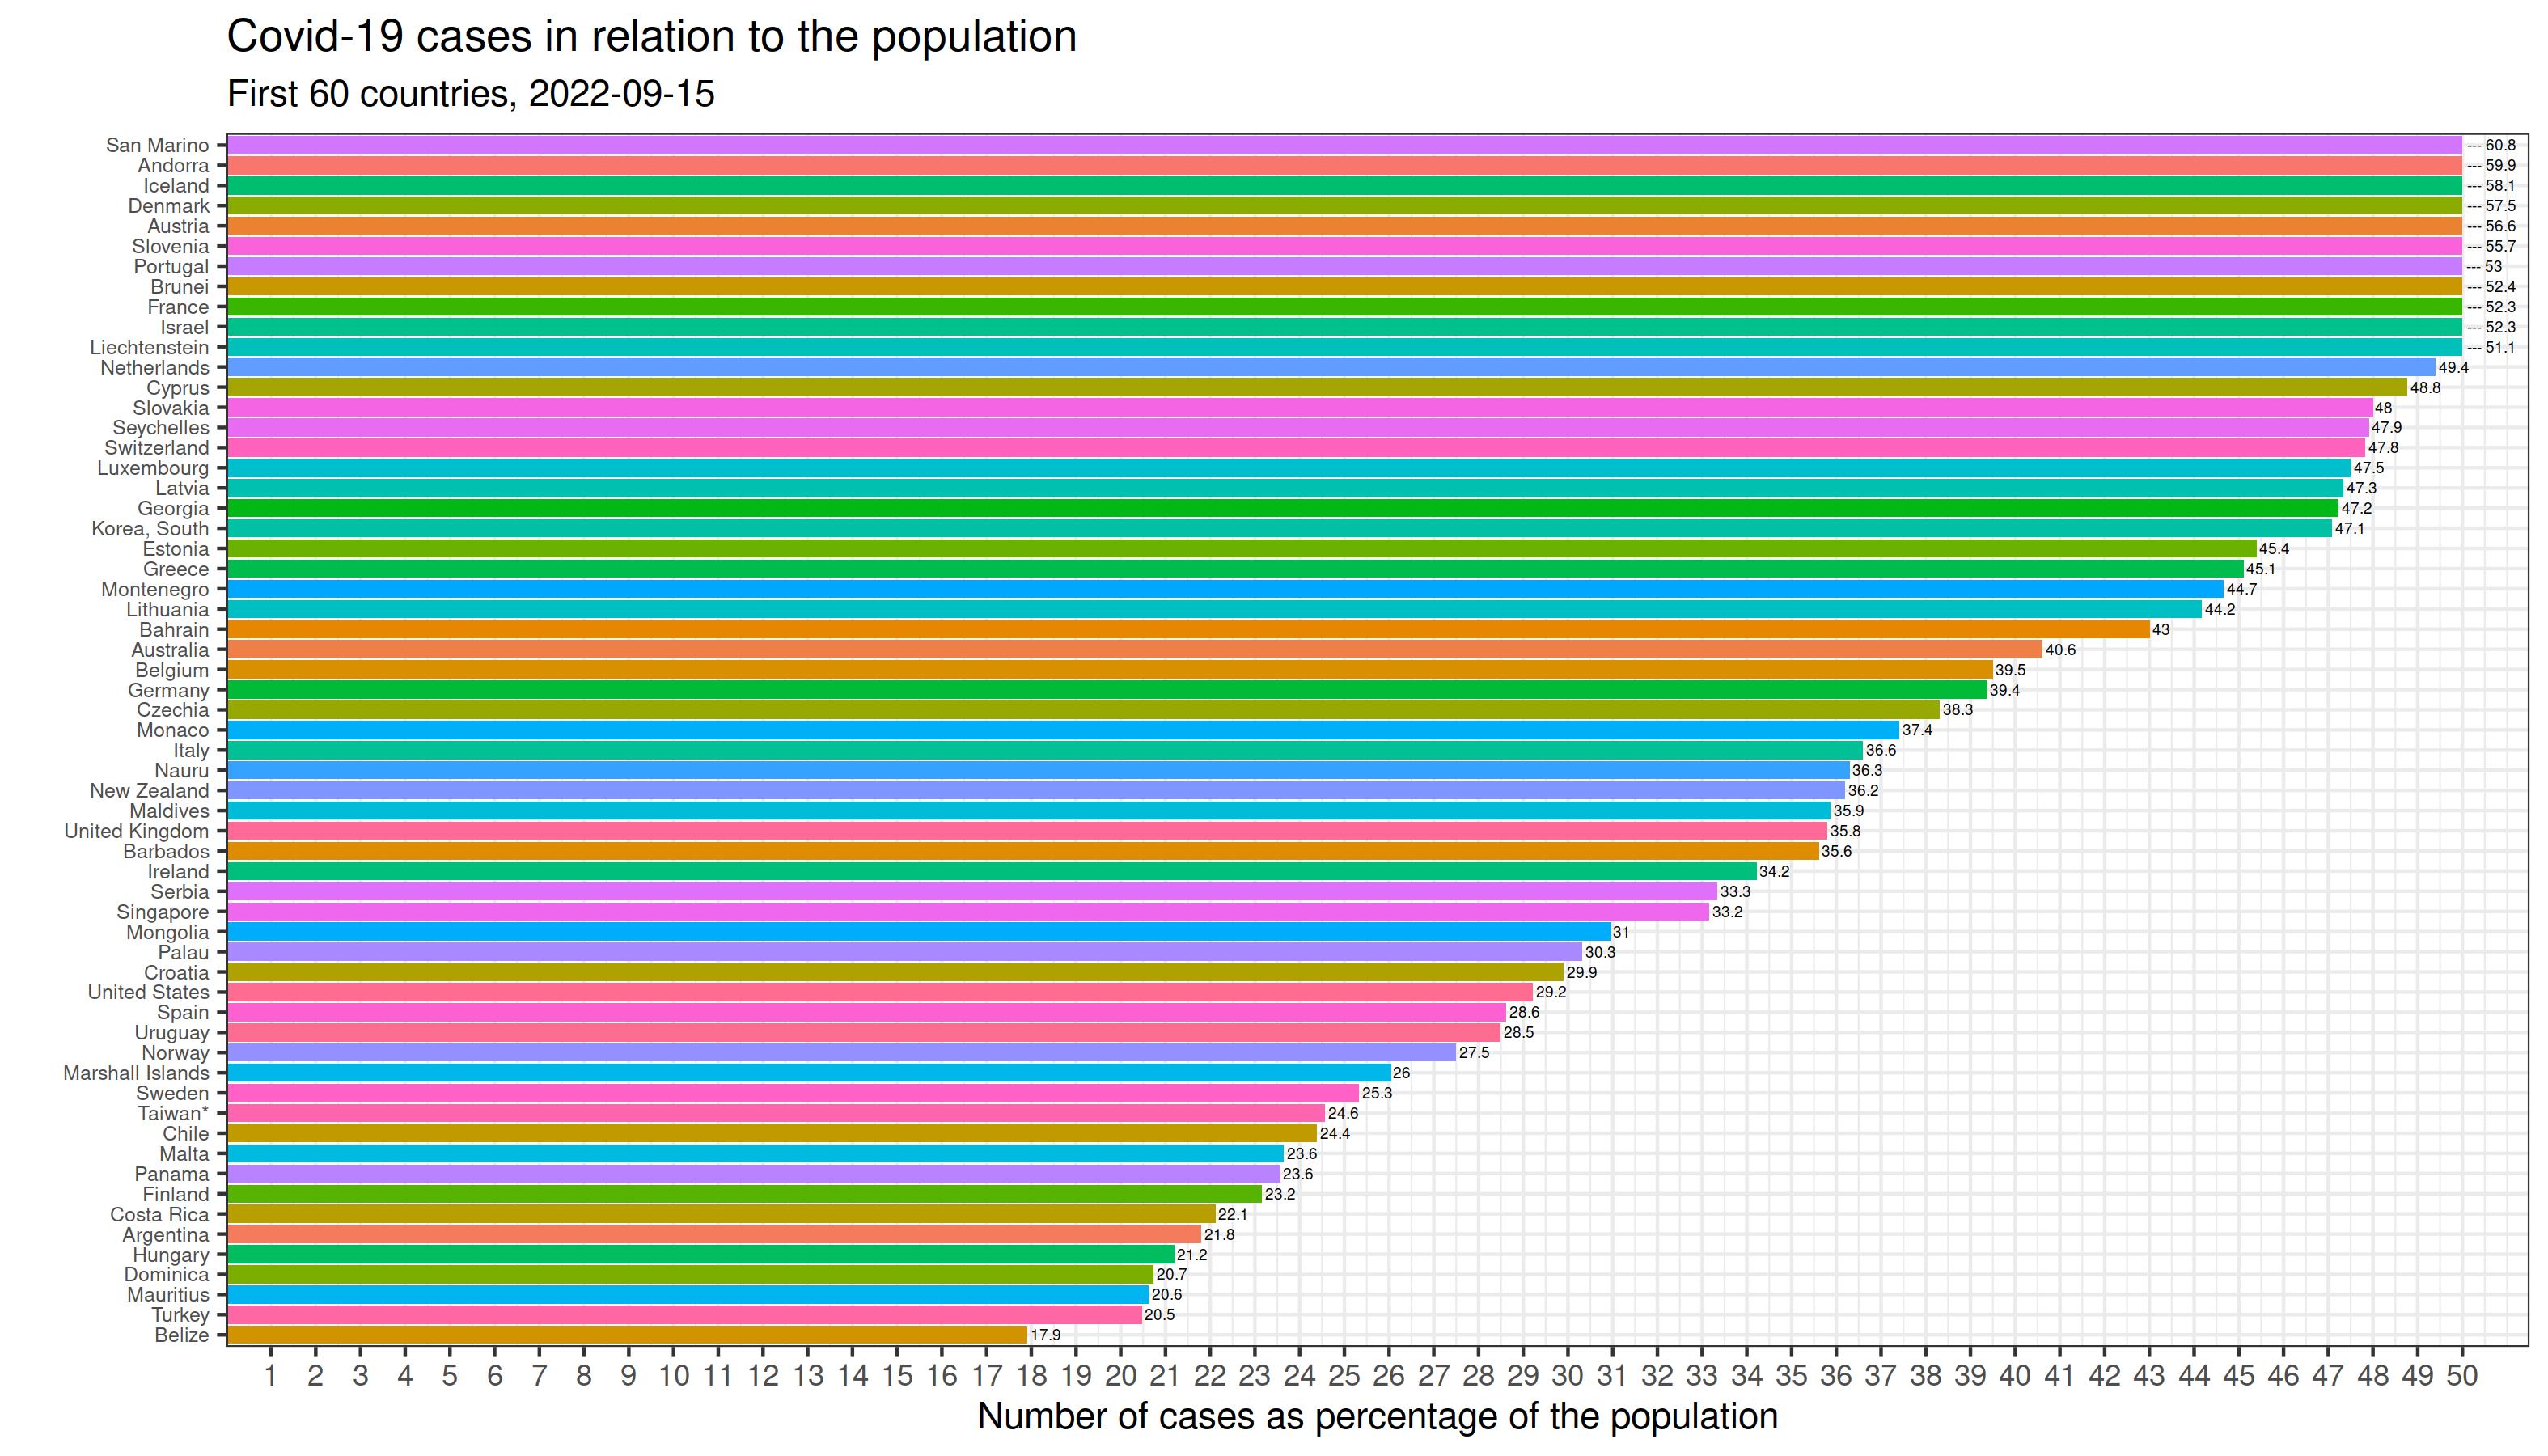 Covid-19 cases in relation to the population
First 60 countries, 2022-09-15
San Marino --- 60.8
Andorra --- 59.9
Iceland --- 58.1
Denmark --- 57.5
Austria --- 56.6
Slovenia --- 55.7
Portugal --- 53
Brunei --- 52.4
France --- 52.3
Israel --- 52.3
Liechtenstein --- 51.1
Netherlands 49.4
Cyprus 48.8
Slovakia 48
Seychelles 47.9
Switzerland 47.8
Luxembourg 47.5
Latvia 47.3
Georgia 47.2
Korea, South 47.1
Estonia 45.4
Greece 45.1
Montenegro 44.7
Lithuania 44.2
Bahrain 43
Australia 40.6
Belgium 39.5
Germany 39.4
Czechia 38.3
Monaco 37.4
Italy 36.6
Nauru 36.3
New Zealand 36.2
Maldives 35.9
United Kingdom 35.8
Barbados 35.6
Ireland 34.2
Serbia 33.3
Singapore 33.2
Mongolia 31
Palau 30.3
Croatia 29.9
United States 29.2
Spain 28.6
Uruguay 28.5
Norway 27.5
Marshall Islands 26
Sweden 25.3
Taiwan* 24.6
Chile 24.4
Malta 23.6
Panama 23.6
Finland 23.2
Costa Rica 22.1
Argentina 21.8
Hungary 21.2
Dominica 20.7
Mauritius 20.6
Turkey 20.5
Belize 17.9
1 2 3 4 5 6 7 8 9 10 11 12 13 14 15 16 17 18 19 20 21 22 23 24 25 26 27 28 29 30 31 32 33 34 35 36 37 38 39 40 41 42 43 44 45 46 47 48 49 50
Number of cases as percentage of the population